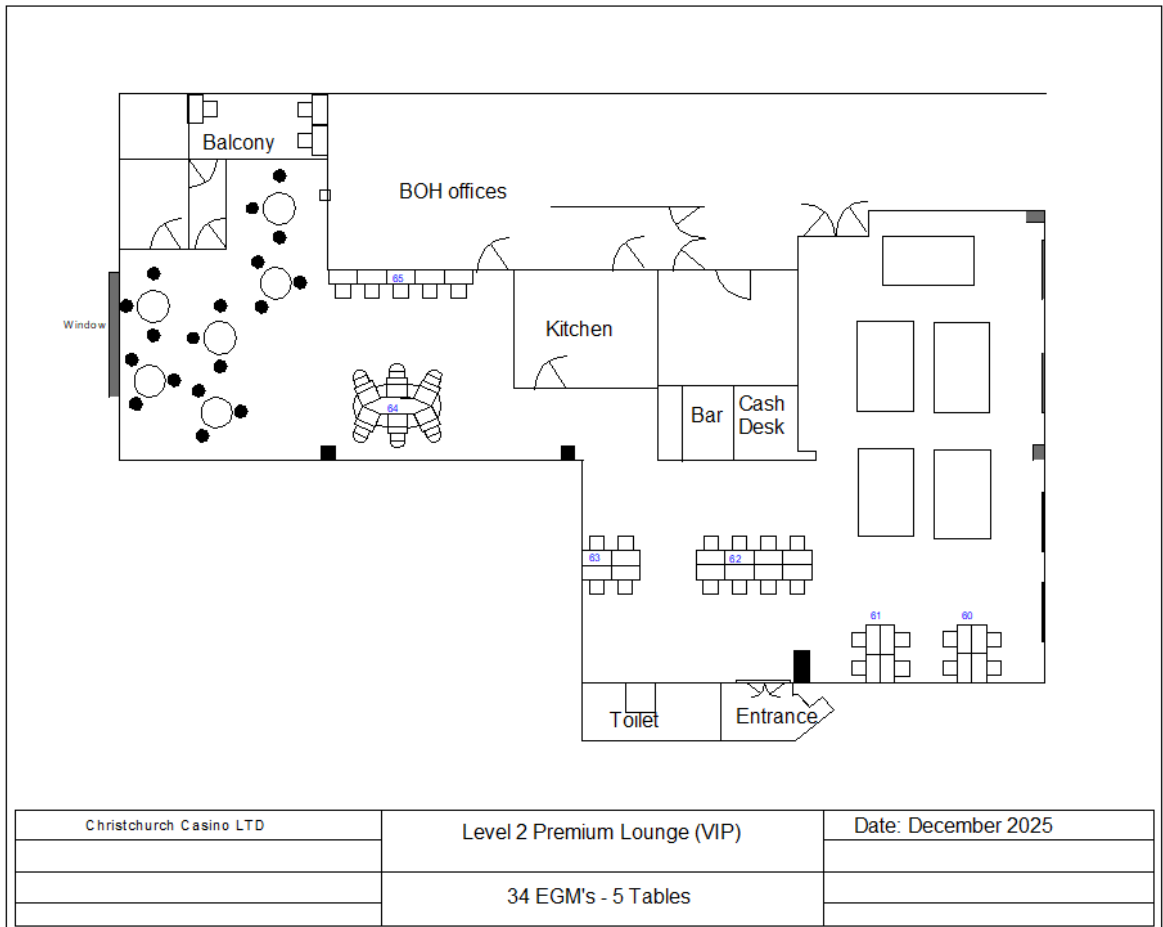 Balcony
BOH offices
65
Window
Kitchen
64
Bar
Cash
Desk
63
62
61
60
Toilet
Entrance
Christchurch Casino LTD
Level 2 Premium Lounge (VIP)
Date: December 2025
34 EGM's - 5 Tables